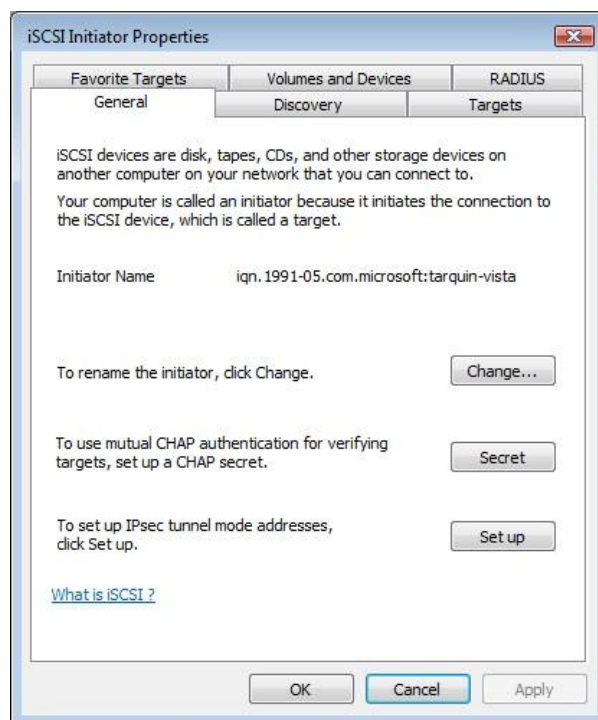 iSCSI Initiator Properties
Favorite Targets
Volumes and Devices
RADIUS
General
Discovery
Targets
iSCSI devices are disk, tapes, CDs, and other storage devices on
another computer on your network that you can connect to.
Your computer is called an initiator because it initiates the connection to
the iSCSI device, which is called a target.
Initiator Name iqn.1991-05.com.microsoft:tarquin-vista
To rename the initiator, click Change.
Change...
To use mutual CHAP authentication for verifying
targets, set up a CHAP secret.
Secret
To set up IPsec tunnel mode addresses,
click Set up.
Set up
What is iSCSI ?
OK
Cancel
Apply